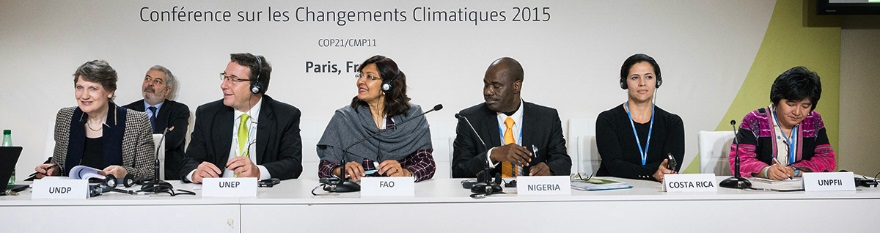 Conférence sur les Changements Climatiques 2015
COP21/CMP11
Paris, Fr
UNDP
UNEP
FAO
NIGERIA
COSTA RICA
UNPFII